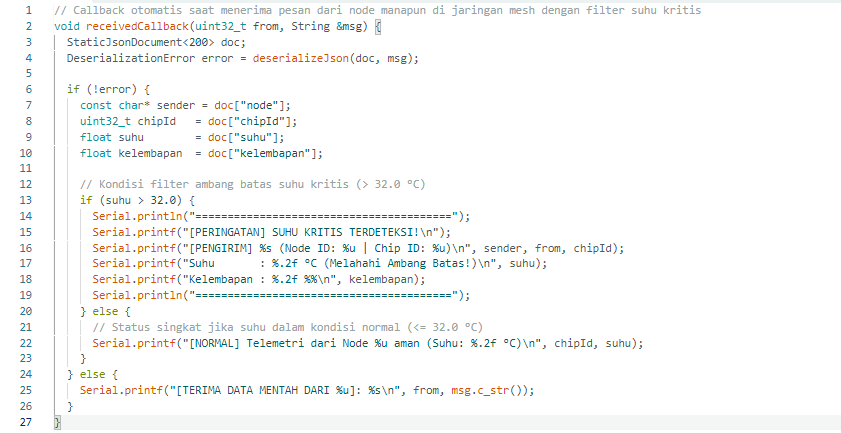 1 // Callback otomatis saat menerima pesan dari node manapun di jaringan mesh dengan filter suhu kritis
2 void receivedCallback(uint32_t from, String &msg) {
3   StaticJsonDocument<200> doc;
4   DeserializationError error = deserializeJson(doc, msg);
5
6   if (!error) {
7     const char* sender = doc["node"];
8     uint32_t chipId   = doc["chipId"];
9     float suhu        = doc["suhu"];
10     float kelembapan  = doc["kelembapan"];
11
12     // Kondisi filter ambang batas suhu kritis (> 32.0 °C)
13     if (suhu > 32.0) {
14       Serial.println("=======================================");
15       Serial.printf("[PERINGATAN] SUHU KRITIS TERDETEKSI!\n");
16       Serial.printf("[PENGIRIM] %s (Node ID: %u | Chip ID: %u)\n", sender, from, chipId);
17       Serial.printf("Suhu       : %.2f °C (Melahahi Ambang Batas!)\n", suhu);
18       Serial.printf("Kelembapan : %.2f %%\n", kelembapan);
19       Serial.println("=======================================");
20     } else {
21       // Status singkat jika suhu dalam kondisi normal (<= 32.0 °C)
22       Serial.printf("[NORMAL] Telemetri dari Node %u aman (Suhu: %.2f °C)\n", chipId, suhu);
23     }
24   } else {
25     Serial.printf("[TERIMA DATA MENTAH DARI %u]: %s\n", from, msg.c_str());
26   }
27 }